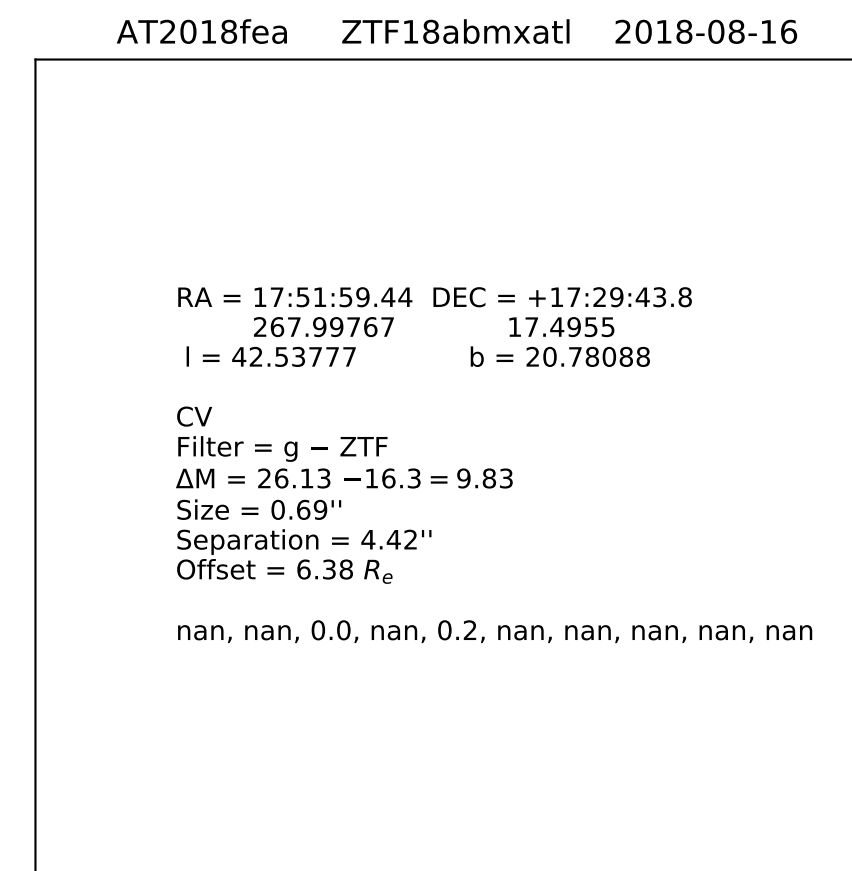 AT2018fea ZTF18abmxatl 2018-08-16
RA = 17:51:59.44 DEC = +17:29:43.8
267.99767 17.4955
l = 42.53777 b = 20.78088
CV
Filter = g − ZTF
ΔM = 26.13 −16.3 = 9.83
Size = 0.69''
Separation = 4.42''
Offset = 6.38 Re
nan, nan, 0.0, nan, 0.2, nan, nan, nan, nan, nan